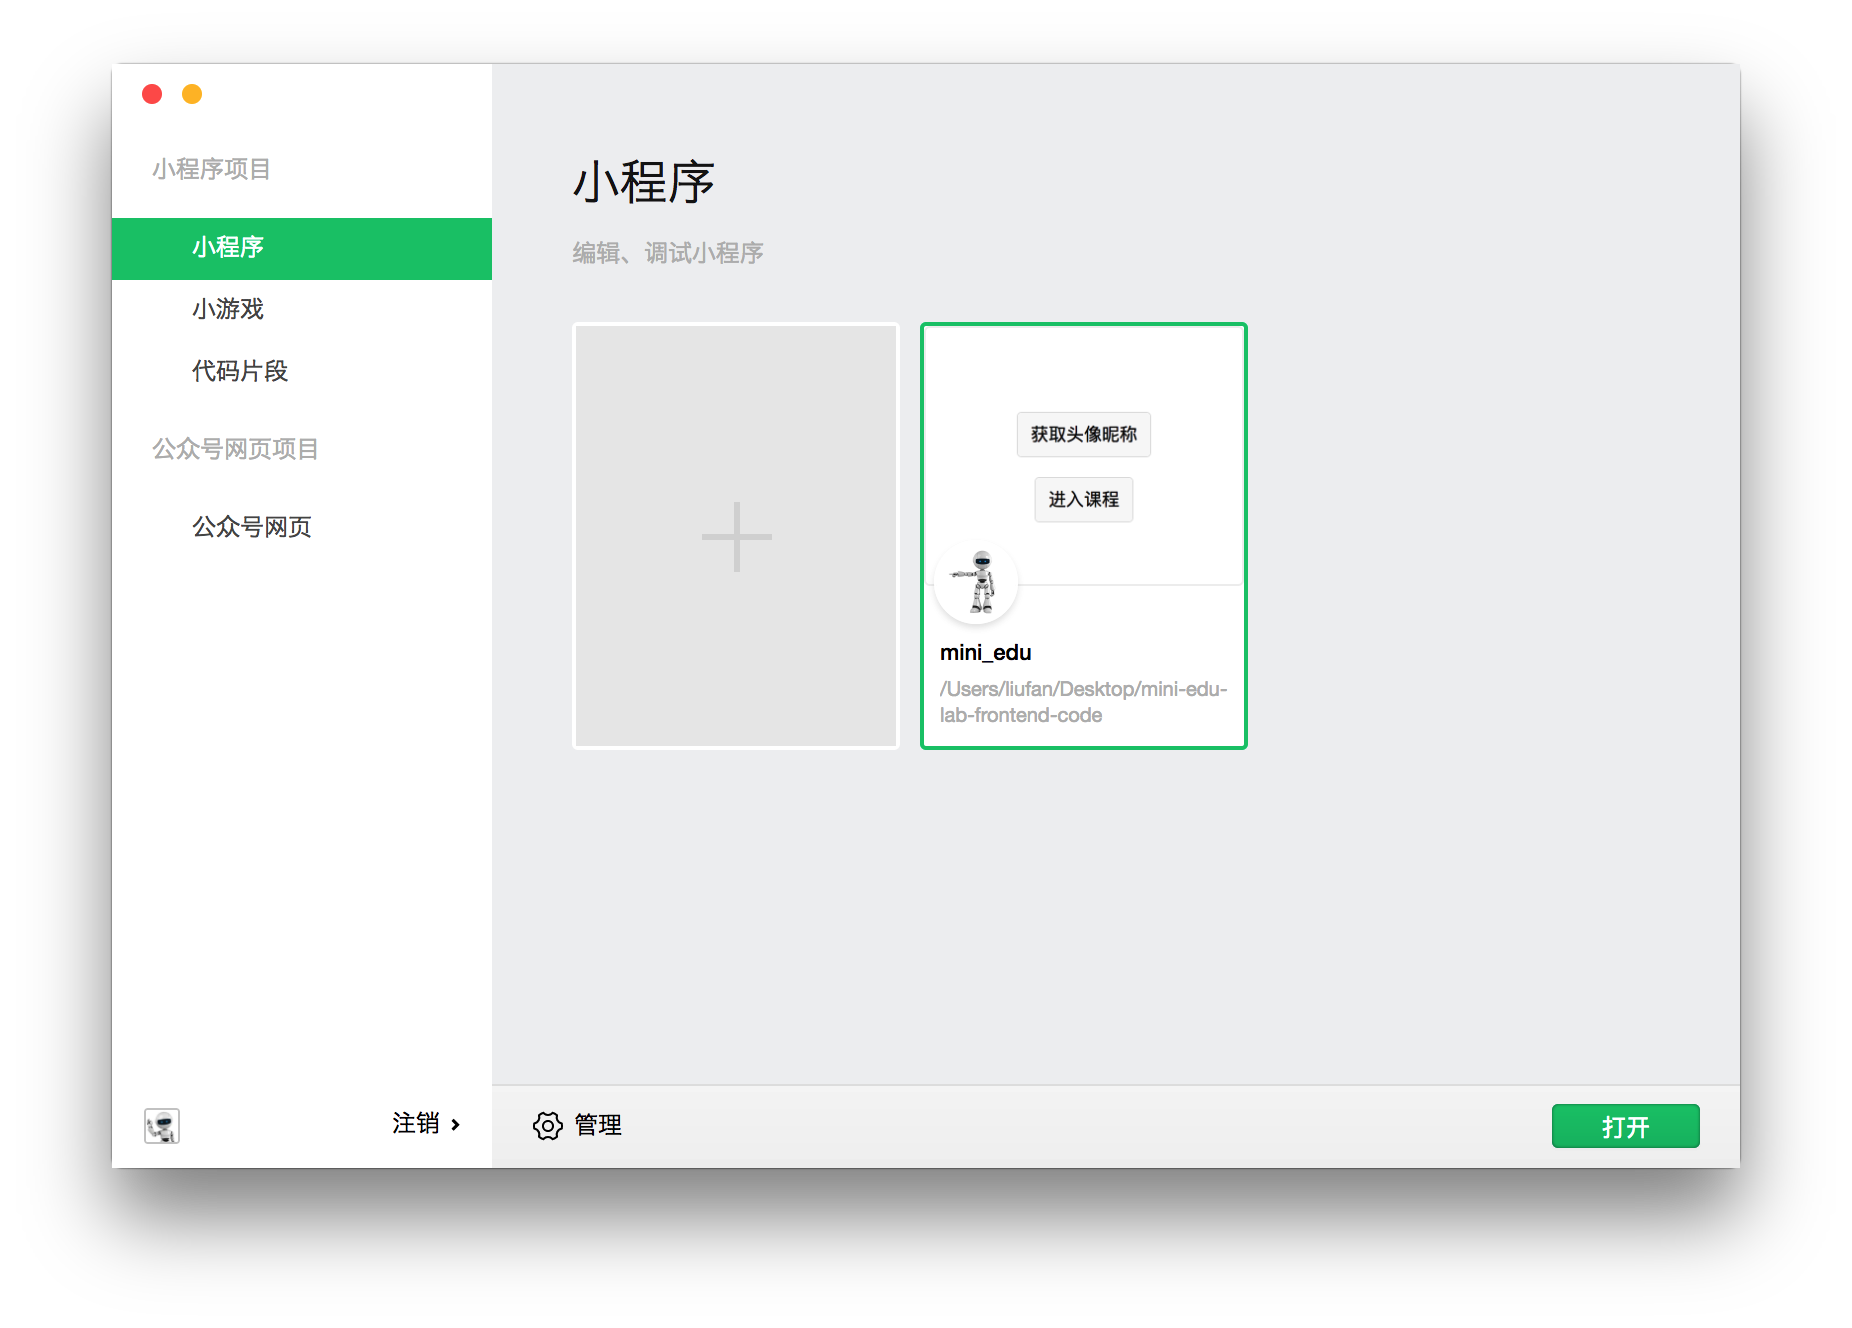 小程序项目
小程序
小游戏
代码片段
公众号网页项目
公众号网页
注销
小程序
编辑、调试小程序
获取头像昵称
进入课程
mini_edu
/Users/liufan/Desktop/mini-edu-
lab-frontend-code
管理
打开